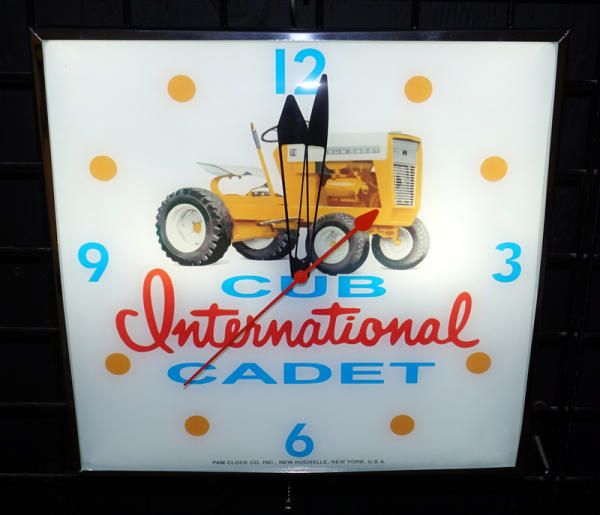 12
9
3
CUB
International
CADET
6
PAM CLOCK CO. INC., NEW ROCHELLE, NEW YORK. U.S.A.